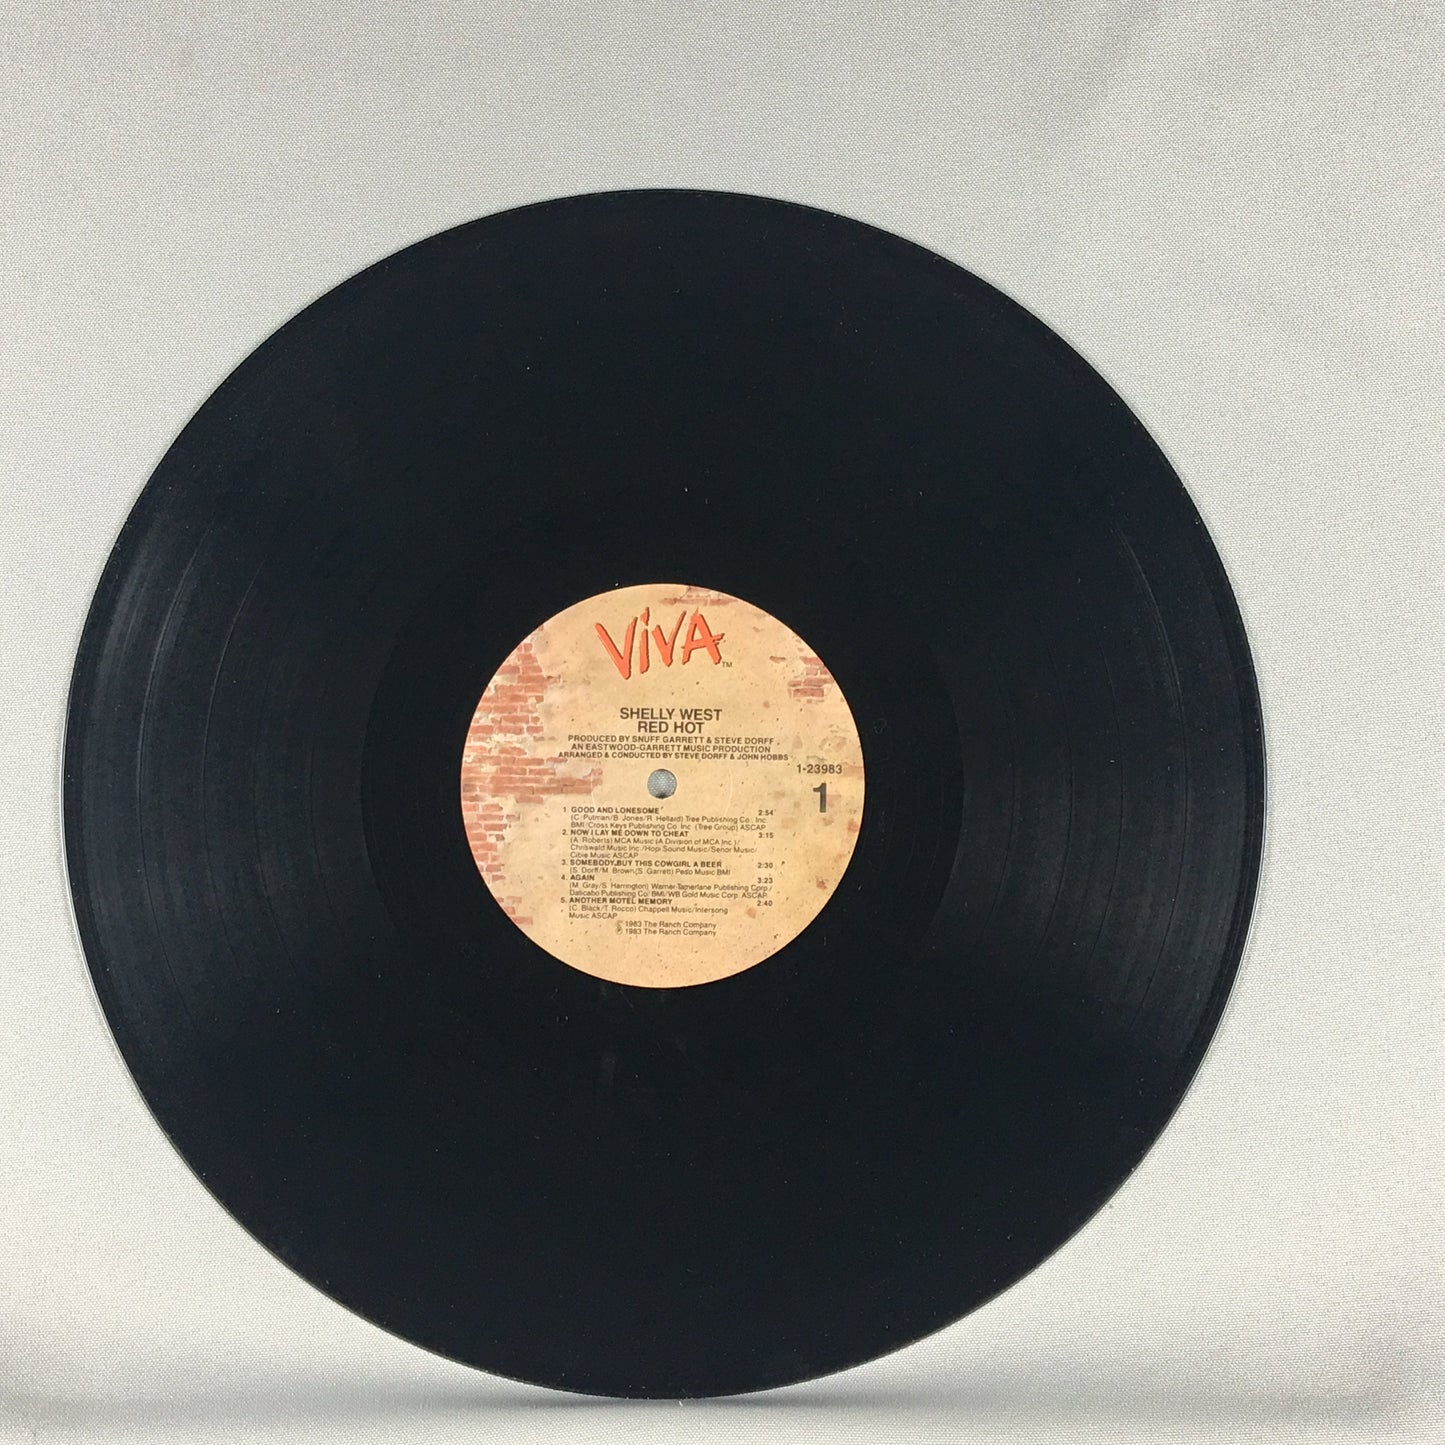 VIVA TM
SHELLY WEST
RED HOT
PRODUCED BY SNUFF GARRETT & STEVE DORFF
AN EASTWOOD-GARRETT MUSIC PRODUCTION
ARRANGED & CONDUCTED BY STEVE DORFF & JOHN HOBBS
1-23983
1
1. GOOD AND LONESOME 2:54
(C. Putman/B. Jones/R. Hellard) Tree Publishing Co., Inc.
BMI/Cross Keys Publishing Co. Inc. (Tree Group) ASCAP
2. NOW I LAY ME DOWN TO CHEAT 3:15
(A. Roberts) MCA Music (A Division of MCA Inc.)/
Chriswald Music Inc./Hopi Sound Music/Senor Music/
Cibie Music ASCAP
3. SOMEBODY BUY THIS COWGIRL A BEER 2:30
(S. Dorff/M. Brown/S. Garrett) Peso Music BMI
4. AGAIN 3:23
(M. Gray/S. Harrington) Warner-Tamerlane Publishing Corp./
Daticabo Publishing Co. BMI/WB Gold Music Corp. ASCAP
5. ANOTHER MOTEL MEMORY 2:40
(C. Black/T. Rocco) Chappell Music/Intersong
Music ASCAP
© 1983 The Ranch Company
℗ 1983 The Ranch Company